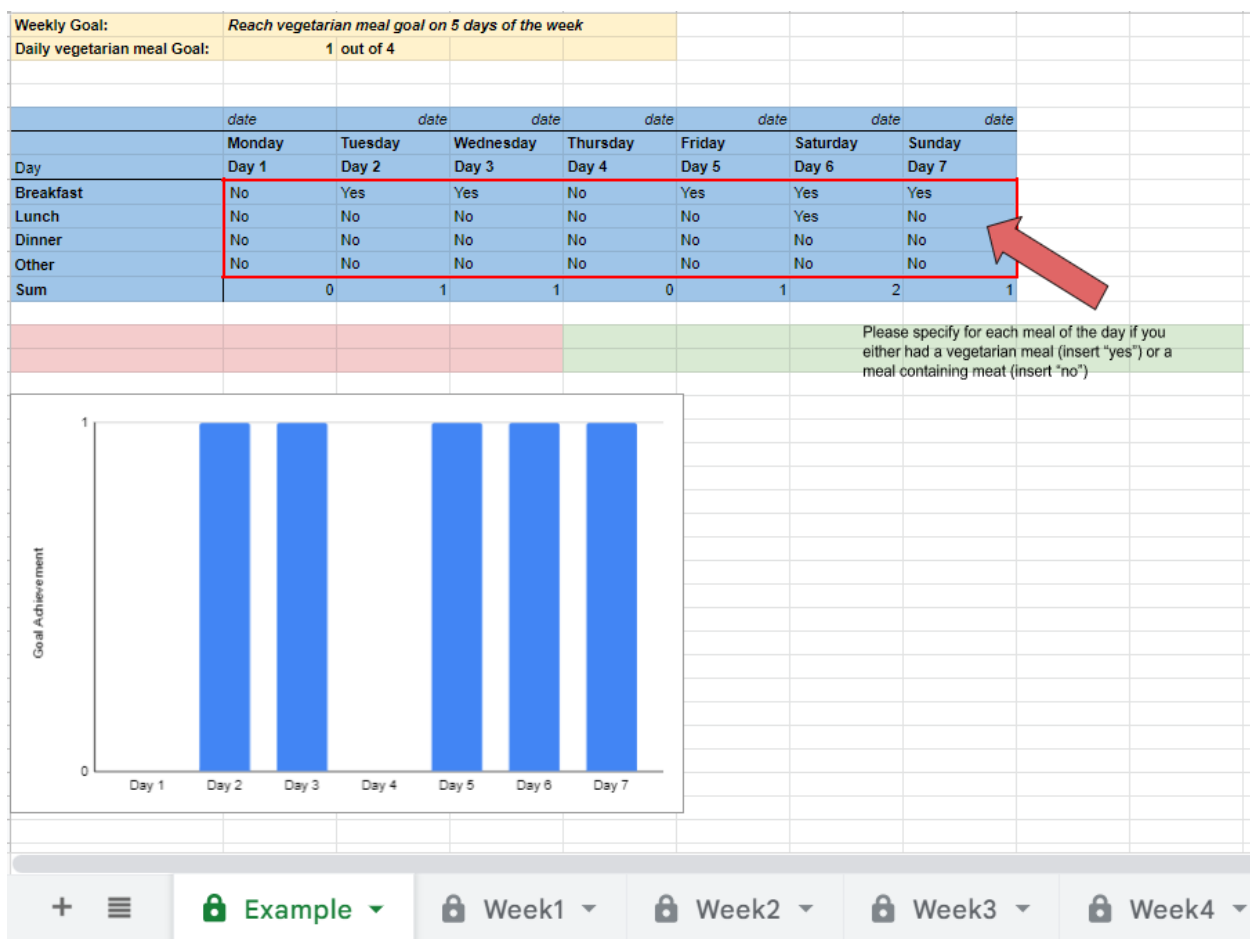 Weekly Goal: Reach vegetarian meal goal on 5 days of the week
Daily vegetarian meal Goal: 1 out of 4
date date date date date date date
Monday Tuesday Wednesday Thursday Friday Saturday Sunday
Day Day 1 Day 2 Day 3 Day 4 Day 5 Day 6 Day 7
Breakfast No Yes Yes No Yes Yes Yes
Lunch No No No No No Yes No
Dinner No No No No No No No
Other No No No No No No No
Sum 0 1 1 0 1 2 1
Please specify for each meal of the day if you
either had a vegetarian meal (insert “yes”) or a
meal containing meat (insert “no”)
1
Goal Achievement
0
Day 1 Day 2 Day 3 Day 4 Day 5 Day 6 Day 7
+ Example Week1 Week2 Week3 Week4